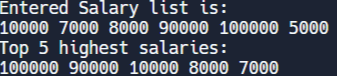 Entered Salary list is:
10000 7000 8000 90000 100000 5000
Top 5 highest salaries:
100000 90000 10000 8000 7000